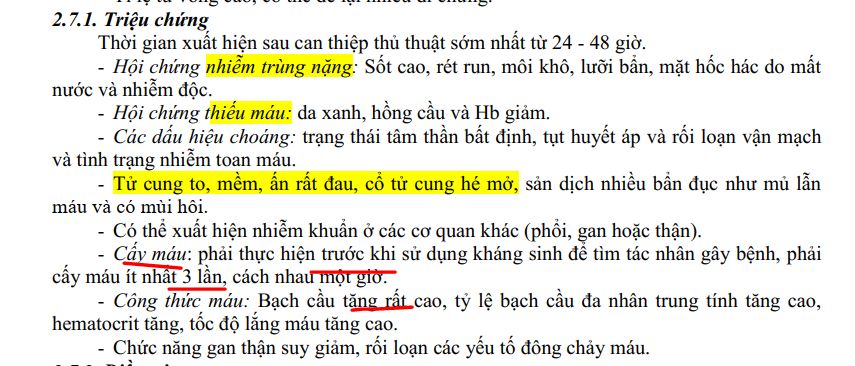 2.7.1. Triệu chứng
Thời gian xuất hiện sau can thiệp thủ thuật sớm nhất từ 24 - 48 giờ.
- Hội chứng nhiễm trùng nặng: Sốt cao, rét run, môi khô, lưỡi bẩn, mặt hốc hác do mất
nước và nhiễm độc.
- Hội chứng thiếu máu: da xanh, hồng cầu và Hb giảm.
- Các dấu hiệu choáng: trạng thái tâm thần bất định, tụt huyết áp và rối loạn vận mạch
và tình trạng nhiễm toan máu.
- Tử cung to, mềm, ấn rất đau, cổ tử cung hé mở, sản dịch nhiều bẩn đục như mủ lẫn
máu và có mùi hôi.
- Có thể xuất hiện nhiễm khuẩn ở các cơ quan khác (phổi, gan hoặc thận).
- Cấy máu: phải thực hiện trước khi sử dụng kháng sinh để tìm tác nhân gây bệnh, phải
cấy máu ít nhất 3 lần, cách nhau một giờ.
- Công thức máu: Bạch cầu tăng rất cao, tỷ lệ bạch cầu đa nhân trung tính tăng cao,
hematocrit tăng, tốc độ lắng máu tăng cao.
- Chức năng gan thận suy giảm, rối loạn các yếu tố đông chảy máu.